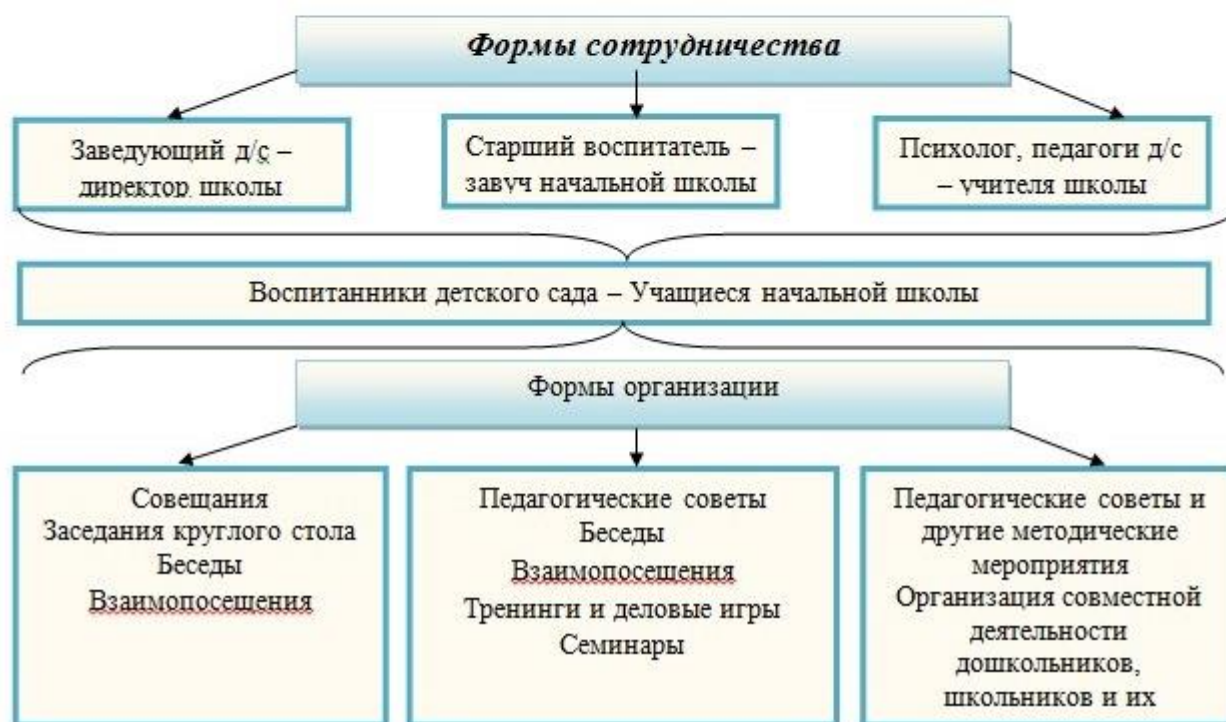 Формы сотрудничества
Заведующий д/с –
директор школы
Старший воспитатель –
завуч начальной школы
Психолог, педагоги д/с
– учителя школы
Воспитанники детского сада – Учащиеся начальной школы
Формы организации
Совещания
Заседания круглого стола
Беседы
Взаимопосещения
Педагогические советы
Беседы
Взаимопосещения
Тренинги и деловые игры
Семинары
Педагогические советы и
другие методические
мероприятия
Организация совместной
деятельности
дошкольников,
школьников и их